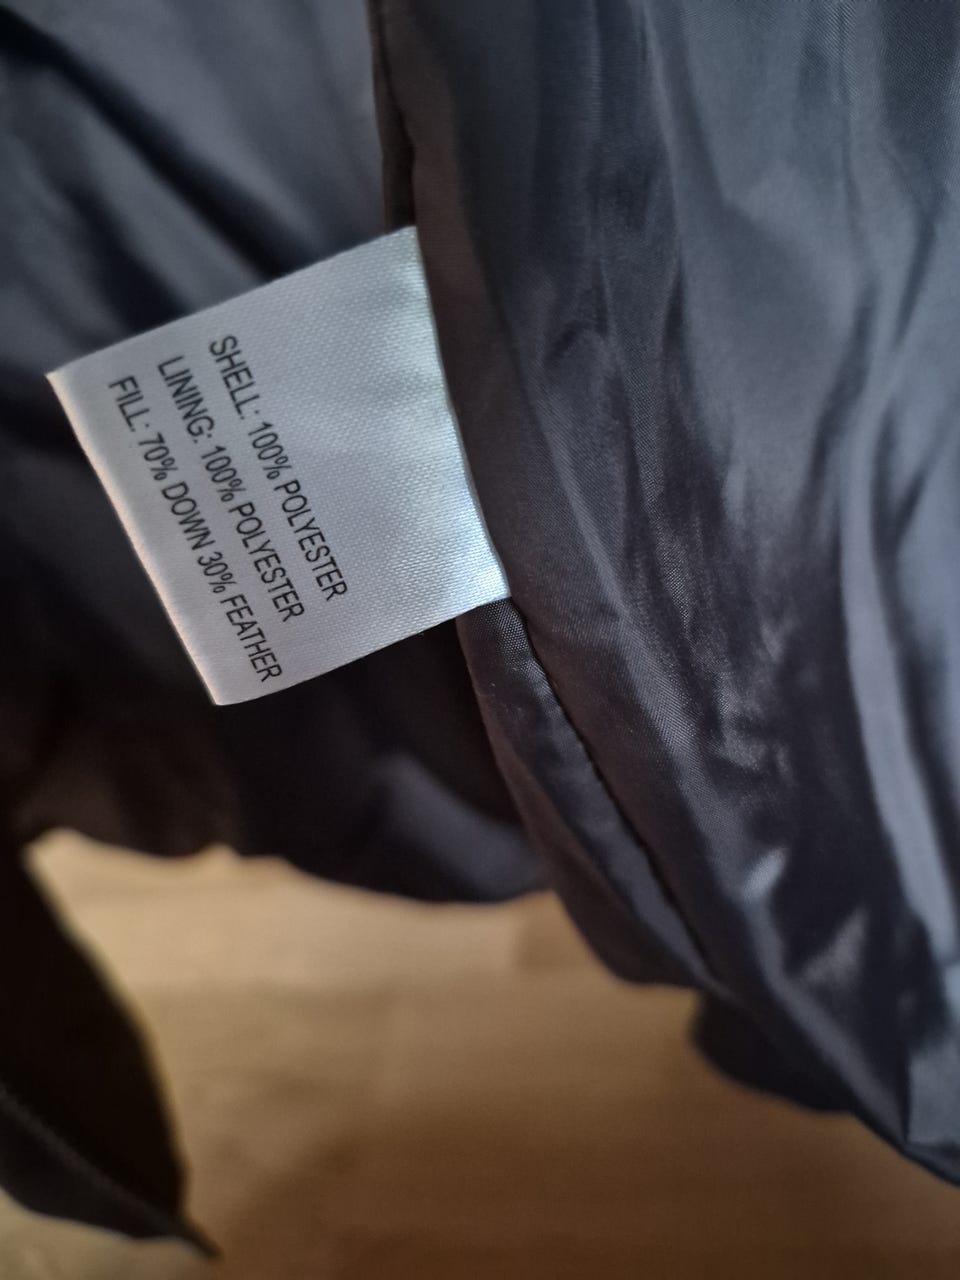 SHELL: 100% POLYESTER
LINING: 100% POLYESTER
FILL: 70% DOWN 30% FEATHER